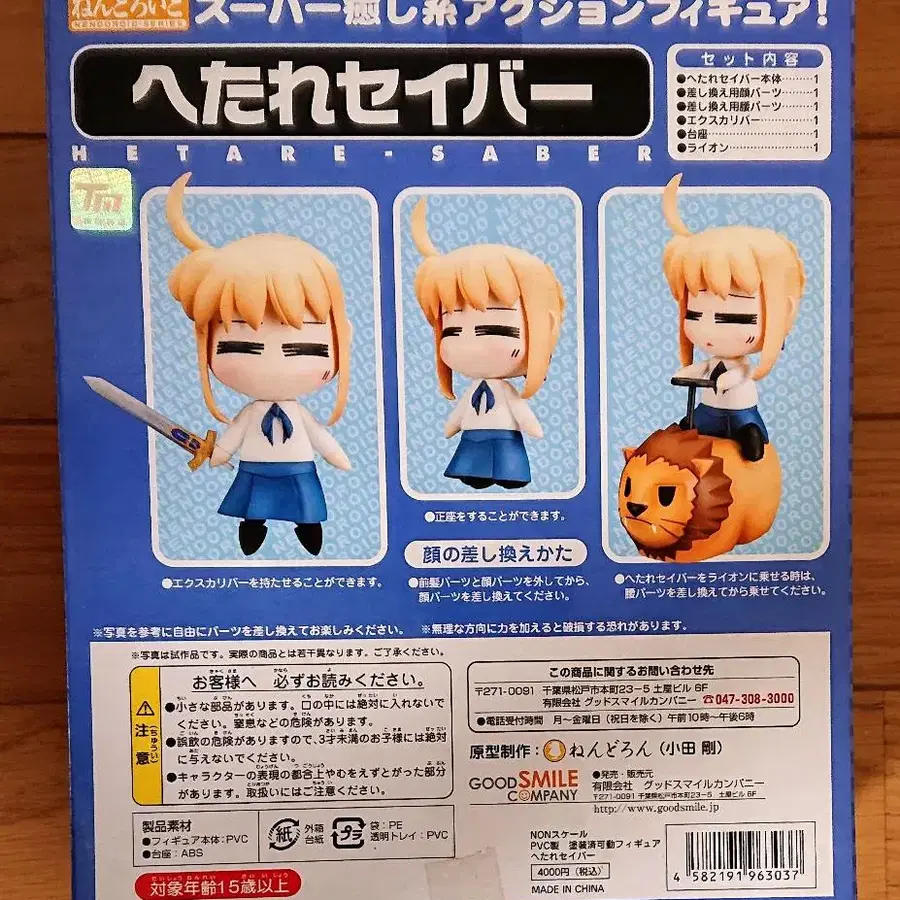 ねんどろいど
NENDOROID-SERIES
スーパー癒し系アクションフィギュア!
へたれセイバー
HETARE-SABER
セット内容
●へたれセイバー本体………1
●差し換え用顔パーツ………1
●差し換え用腰パーツ………1
●エクスカリバー………1
●台座………1
●ライオン………1
TM
●エクスカリバーを持たせることができます。
●正座をすることができます。
顔の差し換えかた
●前髪パーツと顔パーツを外してから、
顔パーツを差し換えてください。
●へたれセイバーをライオンに乗せる時は、
腰パーツを差し換えてから乗せてください。
※写真を参考に自由にパーツを差し換えてお楽しみください。 ※無理な方向に力を加えると破損する恐れがあります。
※写真は試作品です。実際の商品とは若干異なります。ご了承ください。
お客様へ 必ずお読みください。
⚠注意(ちゅうい)
●小さな部品があります。口の中には絶対に入れないで
ください。窒息などの危険があります。
●誤飲の危険がありますので、3才未満のお子様には絶対
に与えないでください。
●キャラクターの表現の都合上やむをえずとがった部分
があります。取扱いにはご注意ください。
この商品に関するお問い合わせ先
〒271-0091 千葉県松戸市本町23-5 土屋ビル 6F
有限会社 グッドスマイルカンパニー ☎047-308-3000
●電話受付時間 月~金曜日(祝日を除く)午前10時~午後6時
原型制作:ねんどろん(小田 剛)
GOOD SMILE
COMPANY
●発売・販売元
有限会社 グッドスマイルカンパニー
〒271-0091 千葉県松戸市本町23-5 土屋ビル 6F
http://www.goodsmile.jp
製品素材
●フィギュア本体:PVC
●台座:ABS
紙
外箱
台紙
プラ
袋:PE
透明トレイ:PVC
対象年齢15歳以上
NONスケール
PVC製 塗装済可動フィギュア
へたれセイバー
4000円(税込)
MADE IN CHINA
4 582191 963037